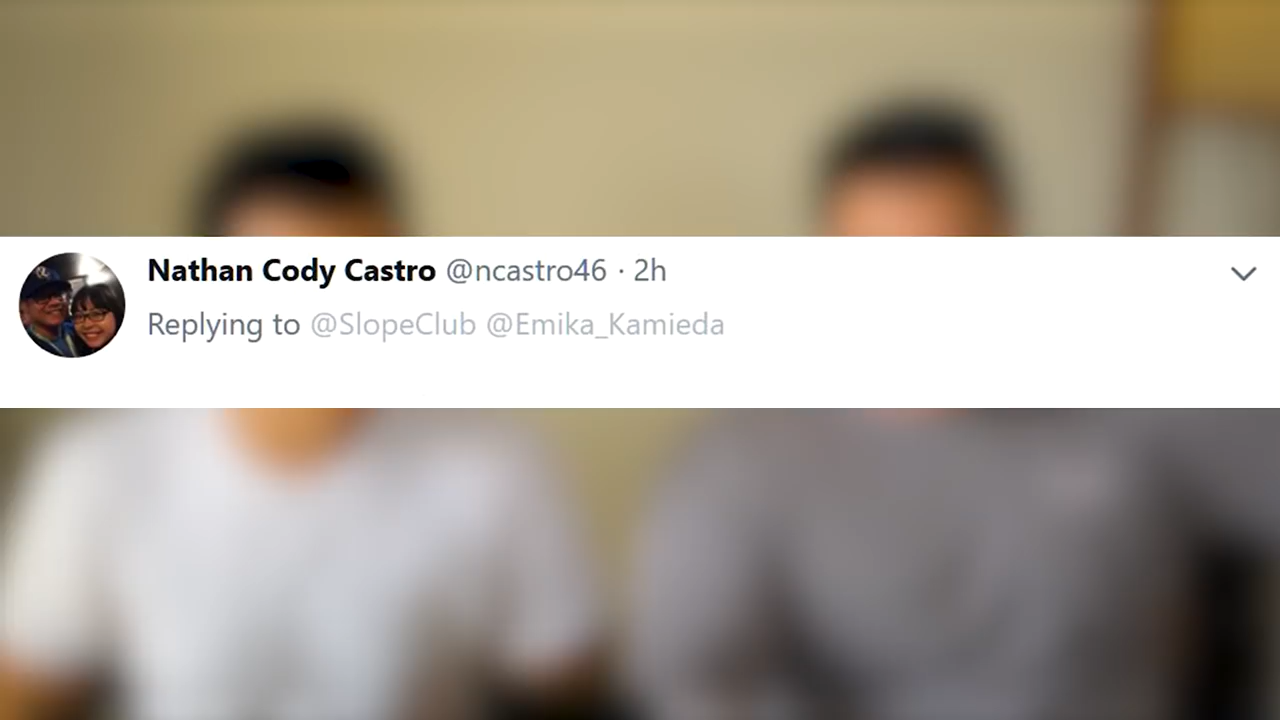 Nathan Cody Castro @ncastro46 · 2h
Replying to @SlopeClub @Emika_Kamieda